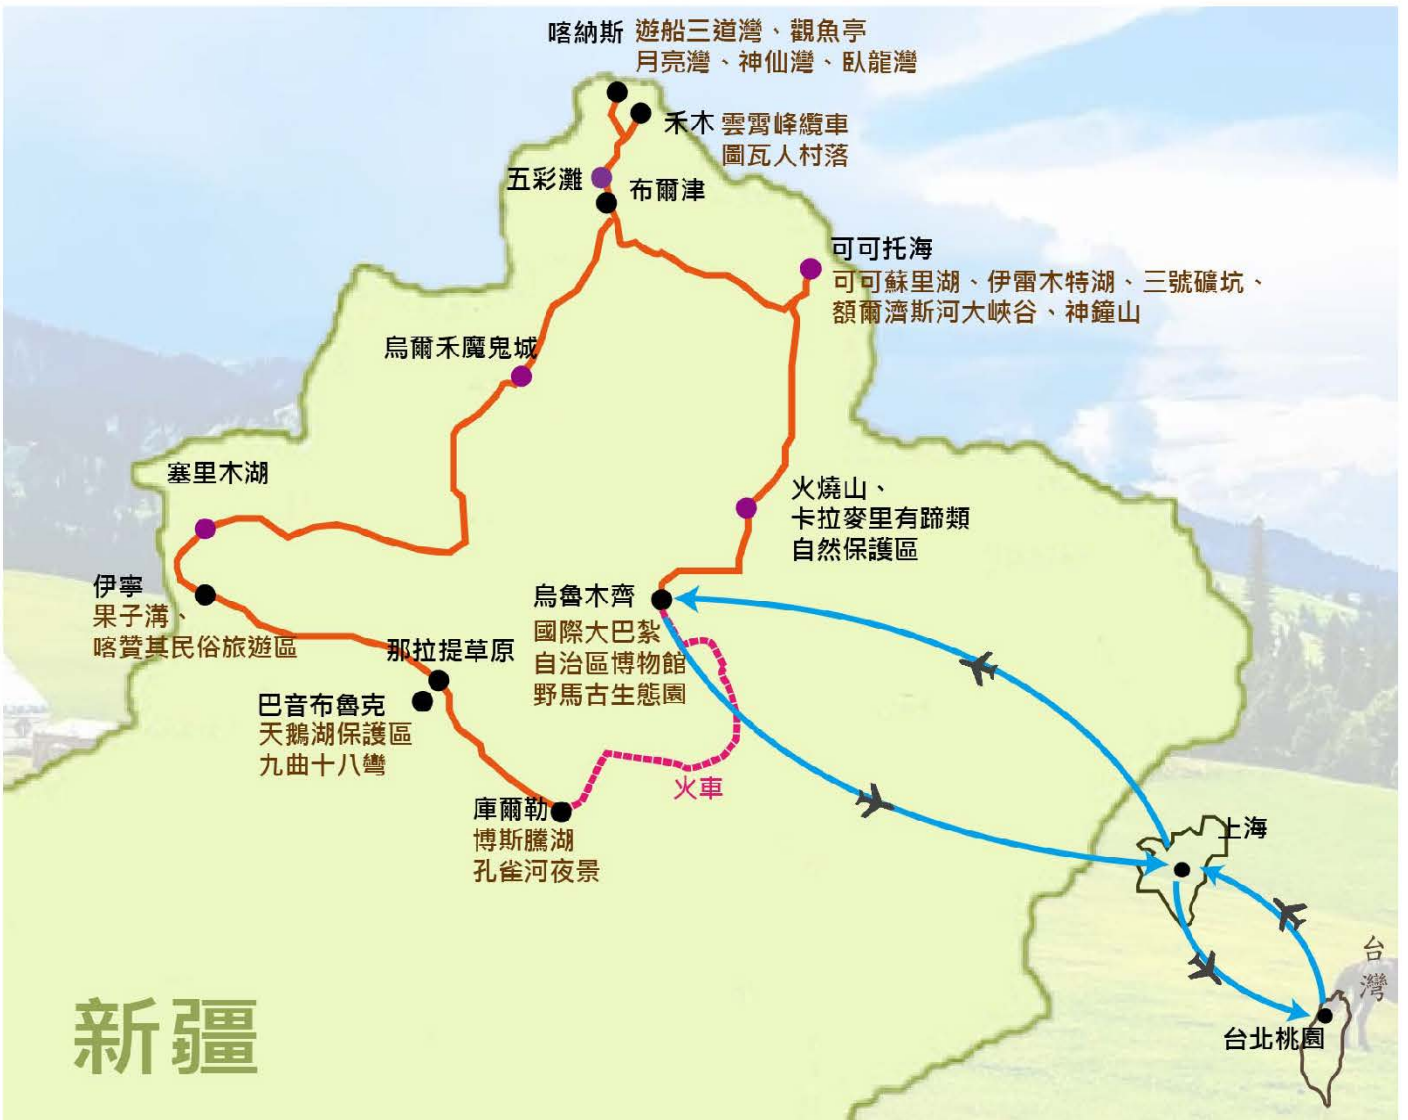 喀納斯 遊船三道灣、觀魚亭
月亮灣、神仙灣、臥龍灣
禾木 雲霄峰纜車
圖瓦人村落
五彩灘
布爾津
可可托海
可可蘇里湖、伊雷木特湖、三號礦坑、
額爾濟斯河大峽谷、神鐘山
烏爾禾魔鬼城
塞里木湖
火燒山、
卡拉麥里有蹄類
自然保護區
伊寧
果子溝、
喀贊其民俗旅遊區
烏魯木齊
國際大巴紮
自治區博物館
野馬古生態園
那拉提草原
巴音布魯克
天鵝湖保護區
九曲十八彎
火車
庫爾勒
博斯騰湖
孔雀河夜景
上海
台灣
台北桃園
新疆